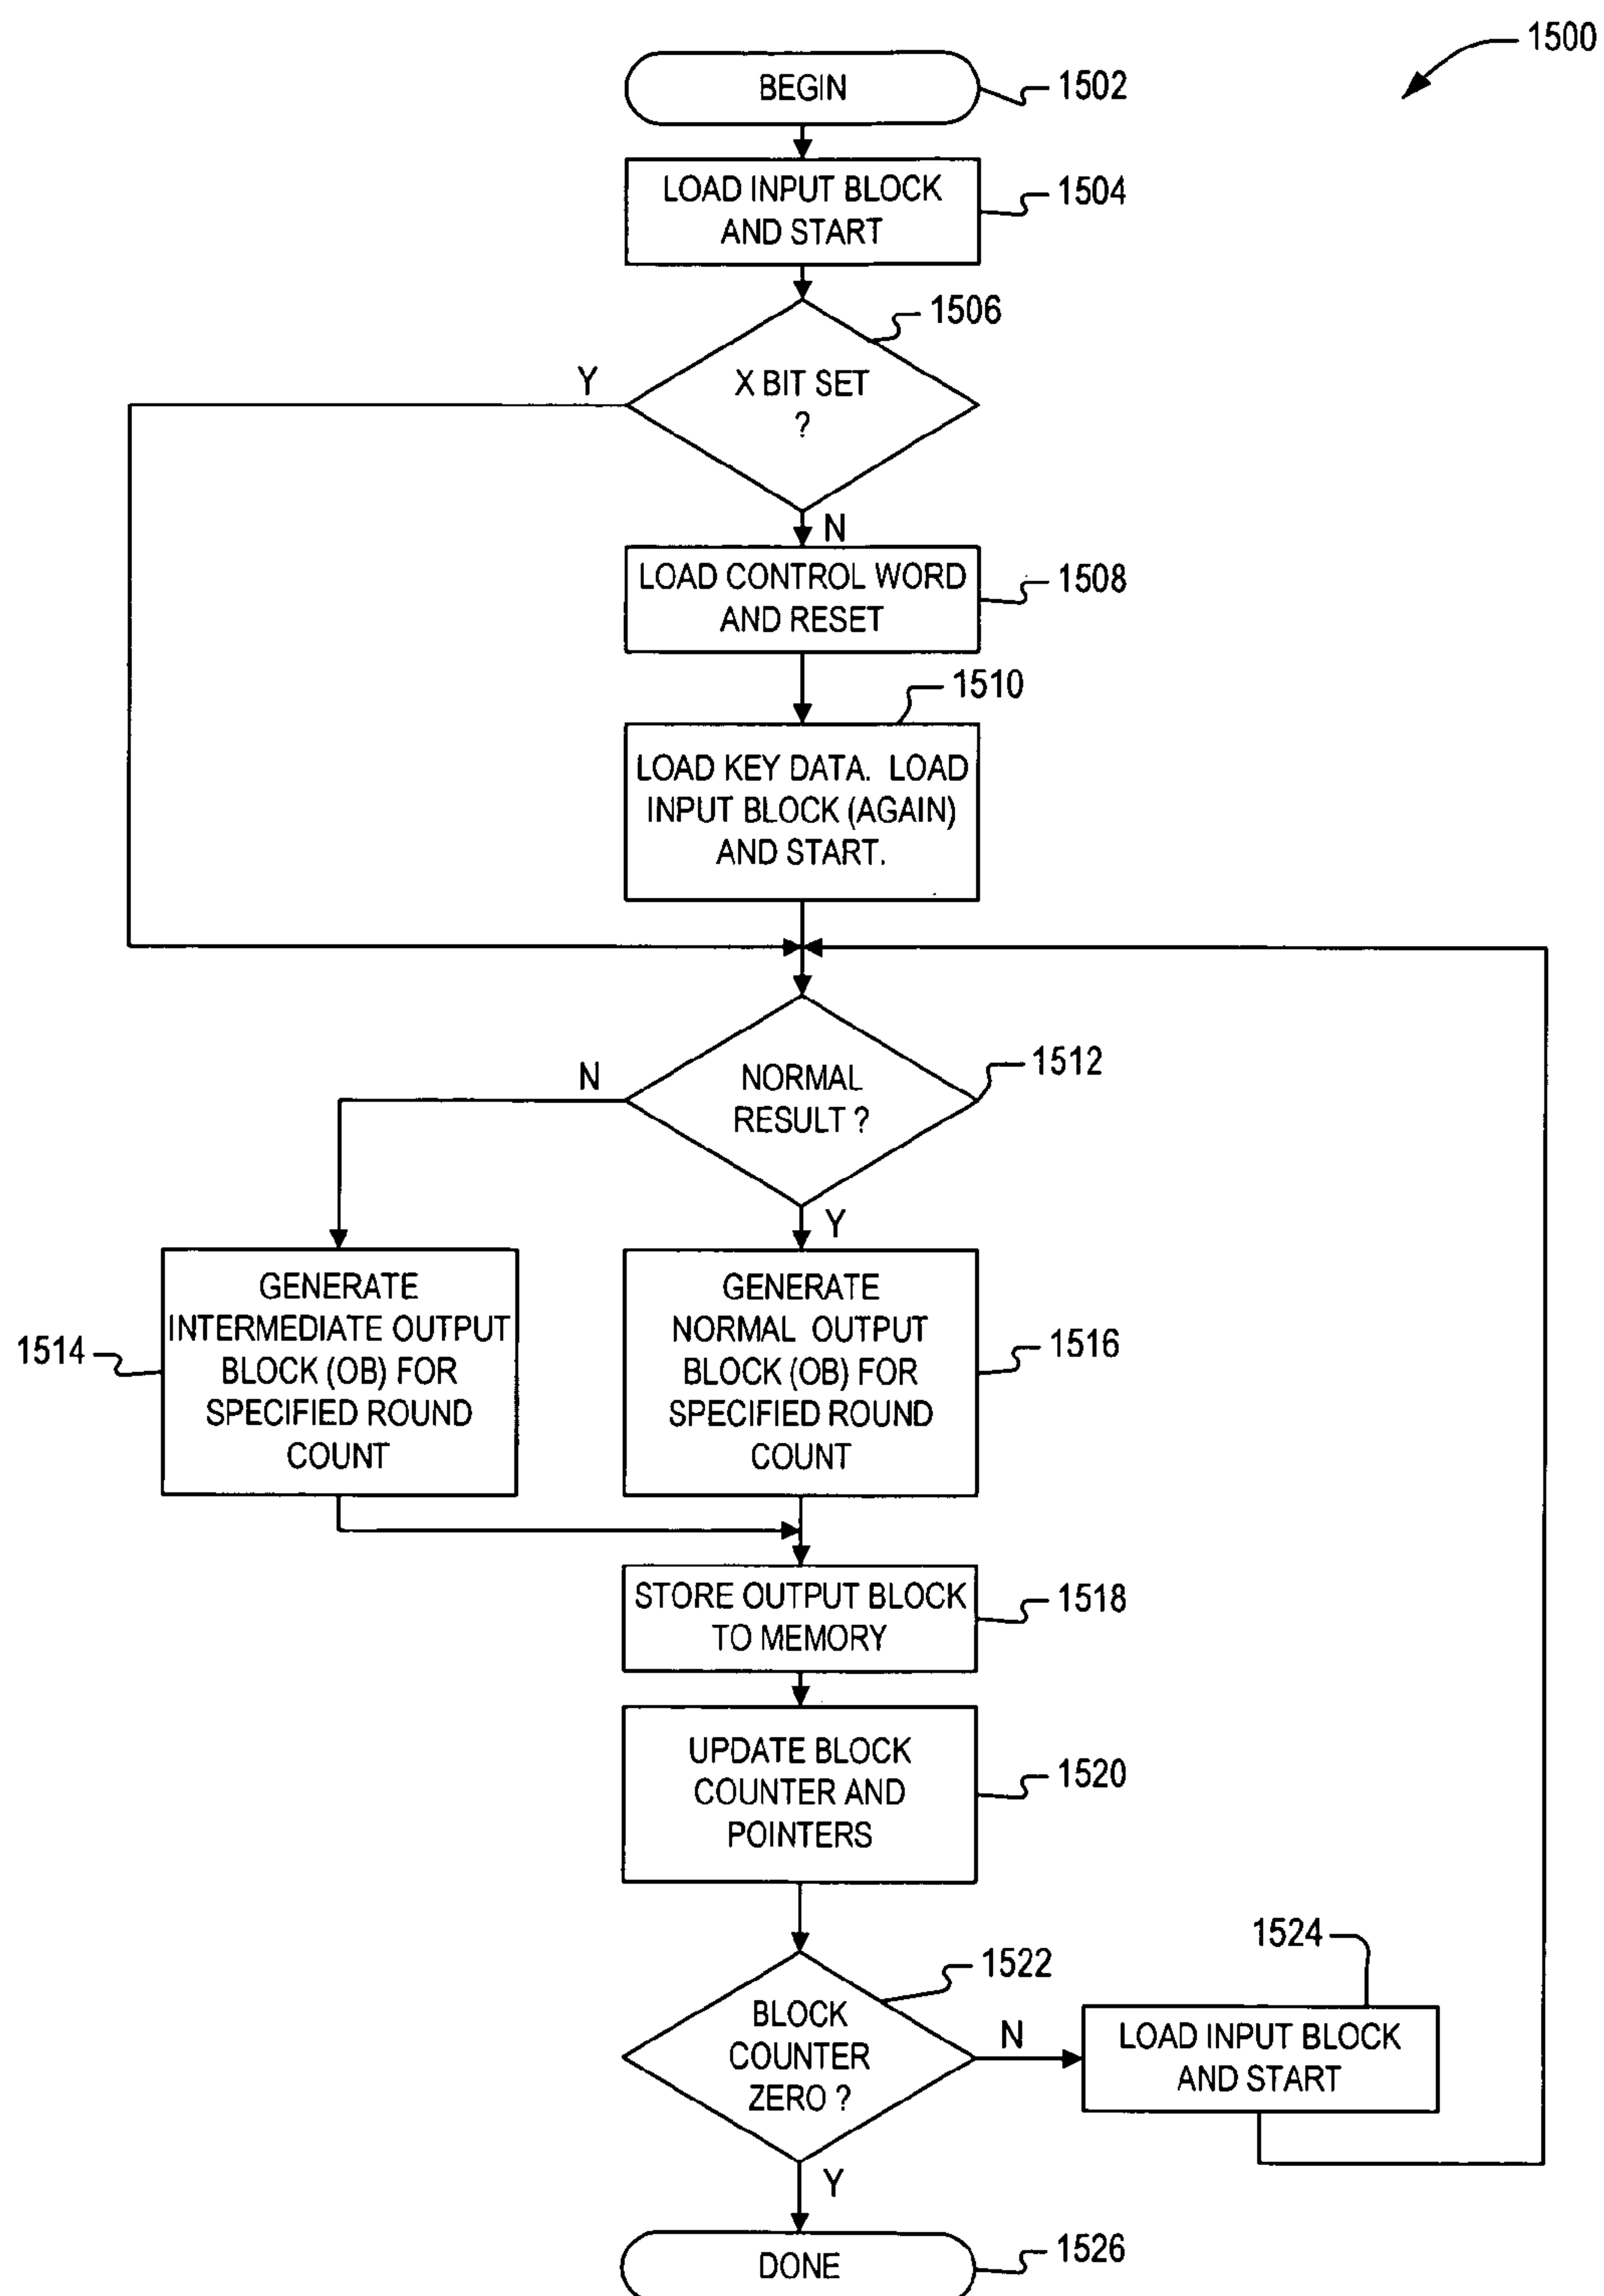 1500
BEGIN
1502
LOAD INPUT BLOCK
AND START
1504
1506
X BIT SET
?
Y
N
LOAD CONTROL WORD
AND RESET
1508
1510
LOAD KEY DATA. LOAD
INPUT BLOCK (AGAIN)
AND START.
NORMAL
RESULT ?
1512
N
Y
GENERATE
INTERMEDIATE OUTPUT
BLOCK (OB) FOR
SPECIFIED ROUND
COUNT
1514
GENERATE
NORMAL OUTPUT
BLOCK (OB) FOR
SPECIFIED ROUND
COUNT
1516
STORE OUTPUT BLOCK
TO MEMORY
1518
UPDATE BLOCK
COUNTER AND
POINTERS
1520
1522
BLOCK
COUNTER
ZERO ?
N
1524
LOAD INPUT BLOCK
AND START
Y
DONE
1526